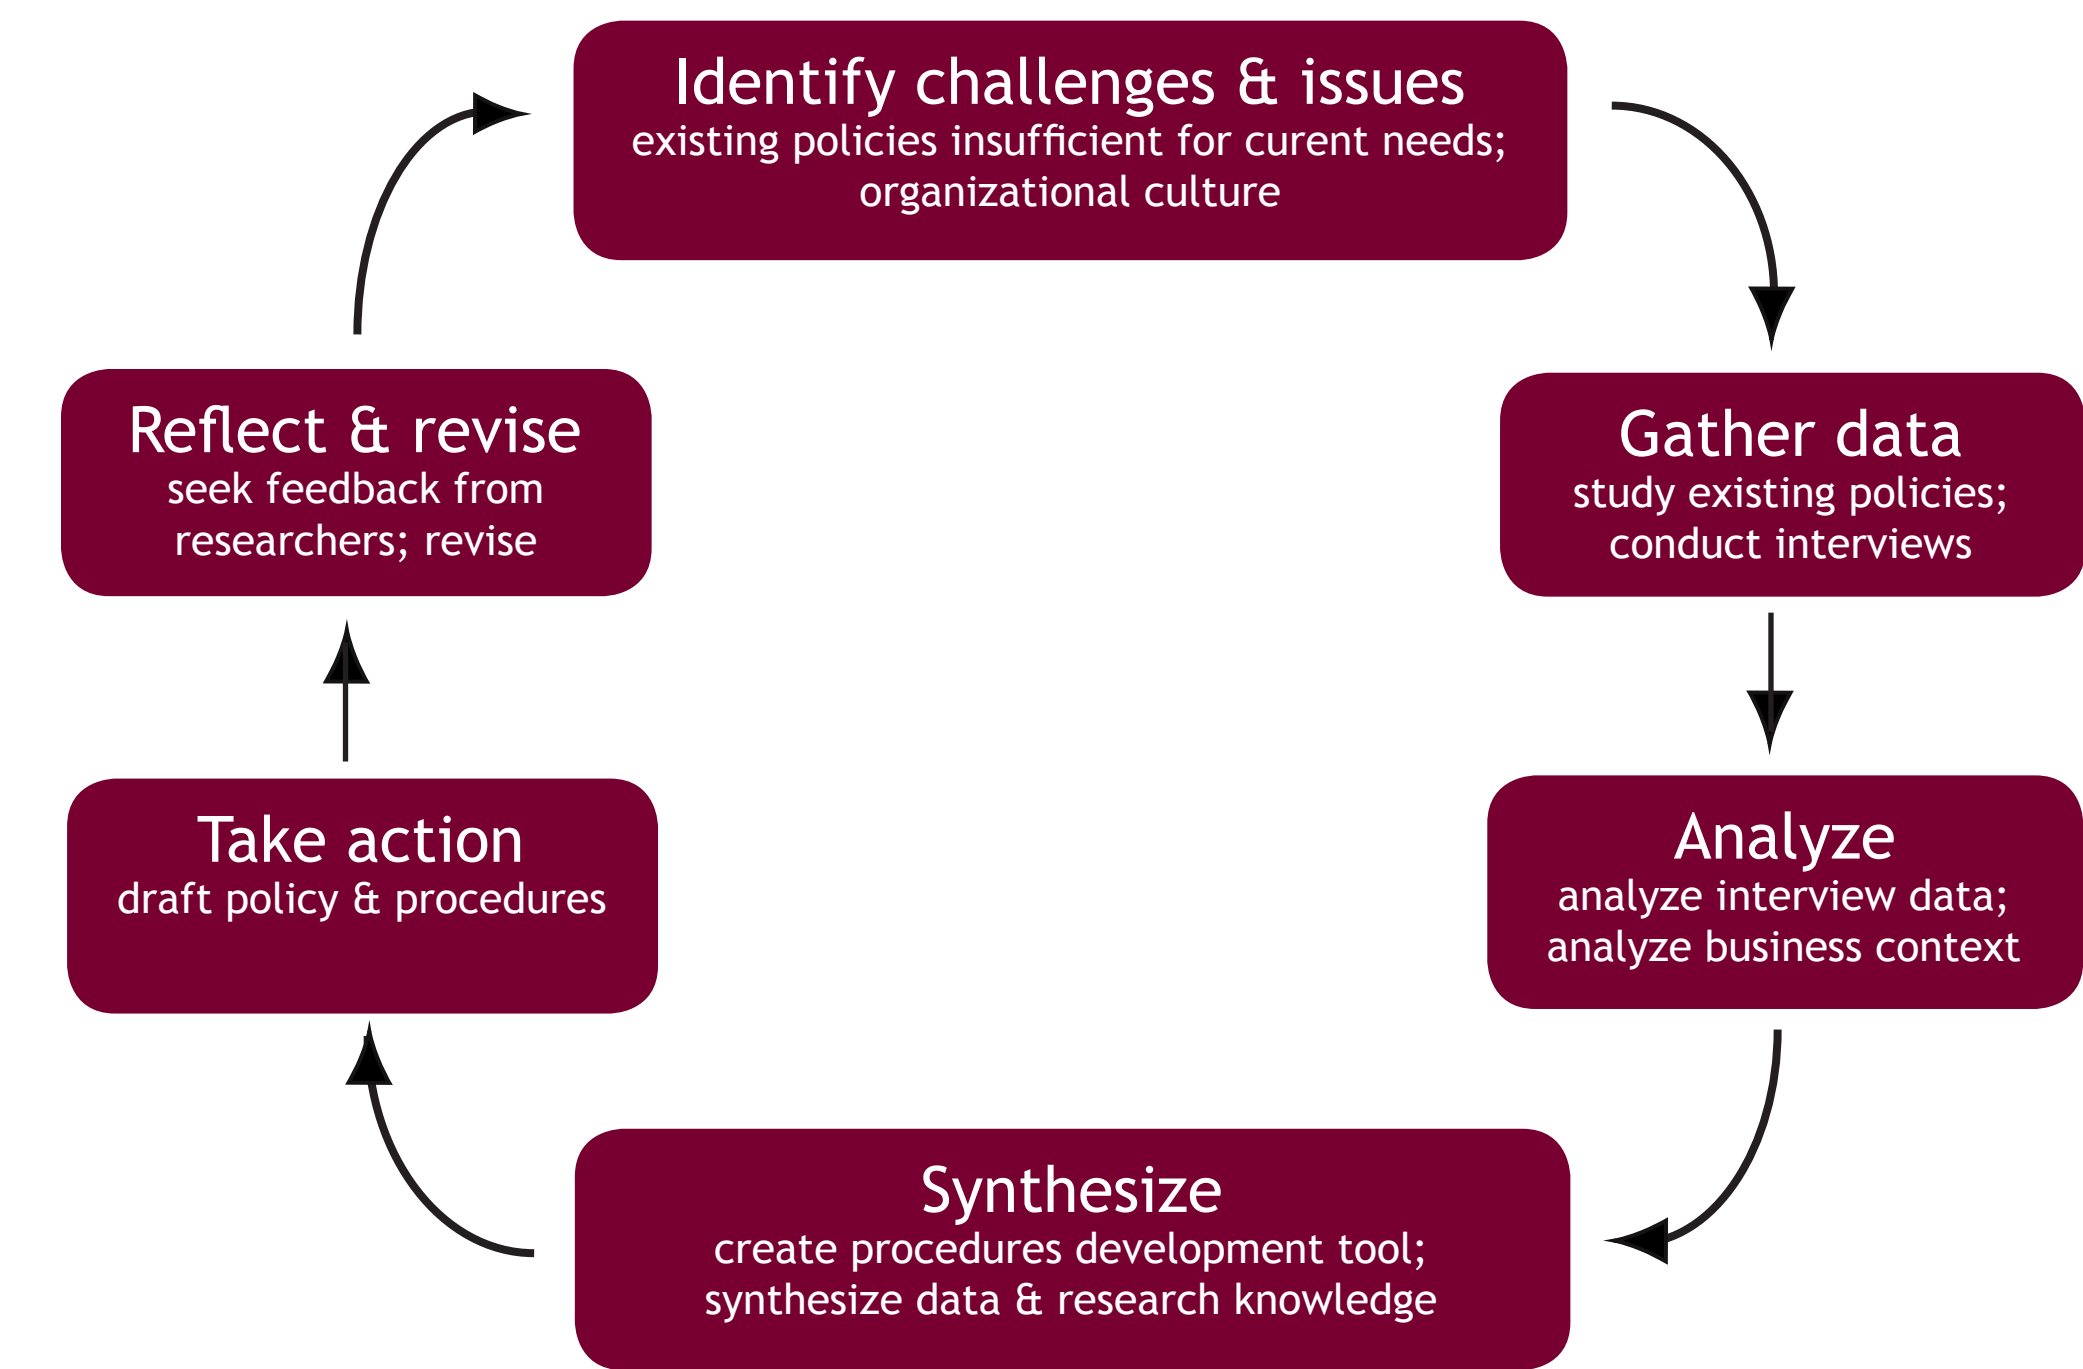 Identify challenges & issues
existing policies insufficient for curent needs;
organizational culture
Gather data
study existing policies;
conduct interviews
Analyze
analyze interview data;
analyze business context
Synthesize
create procedures development tool;
synthesize data & research knowledge
Take action
draft policy & procedures
Reflect & revise
seek feedback from
researchers; revise